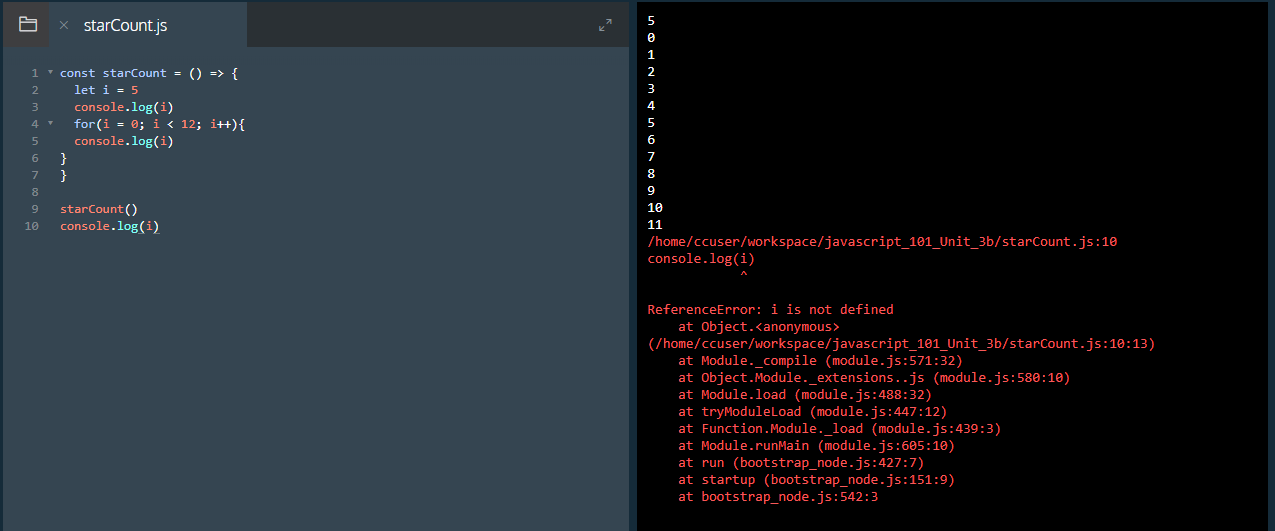 × starCount.js
1 const starCount = () => {
2 let i = 5
3 console.log(i)
4 for(i = 0; i < 12; i++){
5 console.log(i)
6 }
7 }
8
9 starCount()
10 console.log(i)
5
0
1
2
3
4
5
6
7
8
9
10
11
/home/ccuser/workspace/javascript_101_Unit_3b/starCount.js:10
console.log(i)
^
ReferenceError: i is not defined
at Object.<anonymous>
(/home/ccuser/workspace/javascript_101_Unit_3b/starCount.js:10:13)
at Module._compile (module.js:571:32)
at Object.Module._extensions..js (module.js:580:10)
at Module.load (module.js:488:32)
at tryModuleLoad (module.js:447:12)
at Function.Module._load (module.js:439:3)
at Module.runMain (module.js:605:10)
at run (bootstrap_node.js:427:7)
at startup (bootstrap_node.js:151:9)
at bootstrap_node.js:542:3